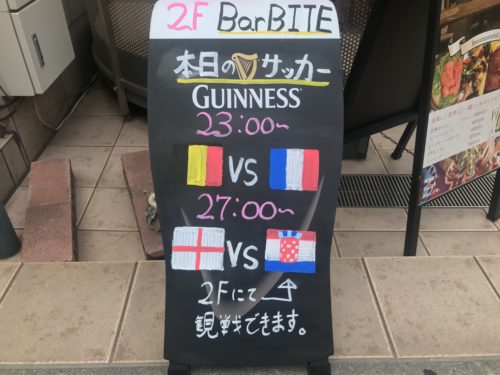 2F BarBITE
本日のサッカー
GUINNESS
23:00~
VS
27:00~
VS
2Fにて
観戦できます。